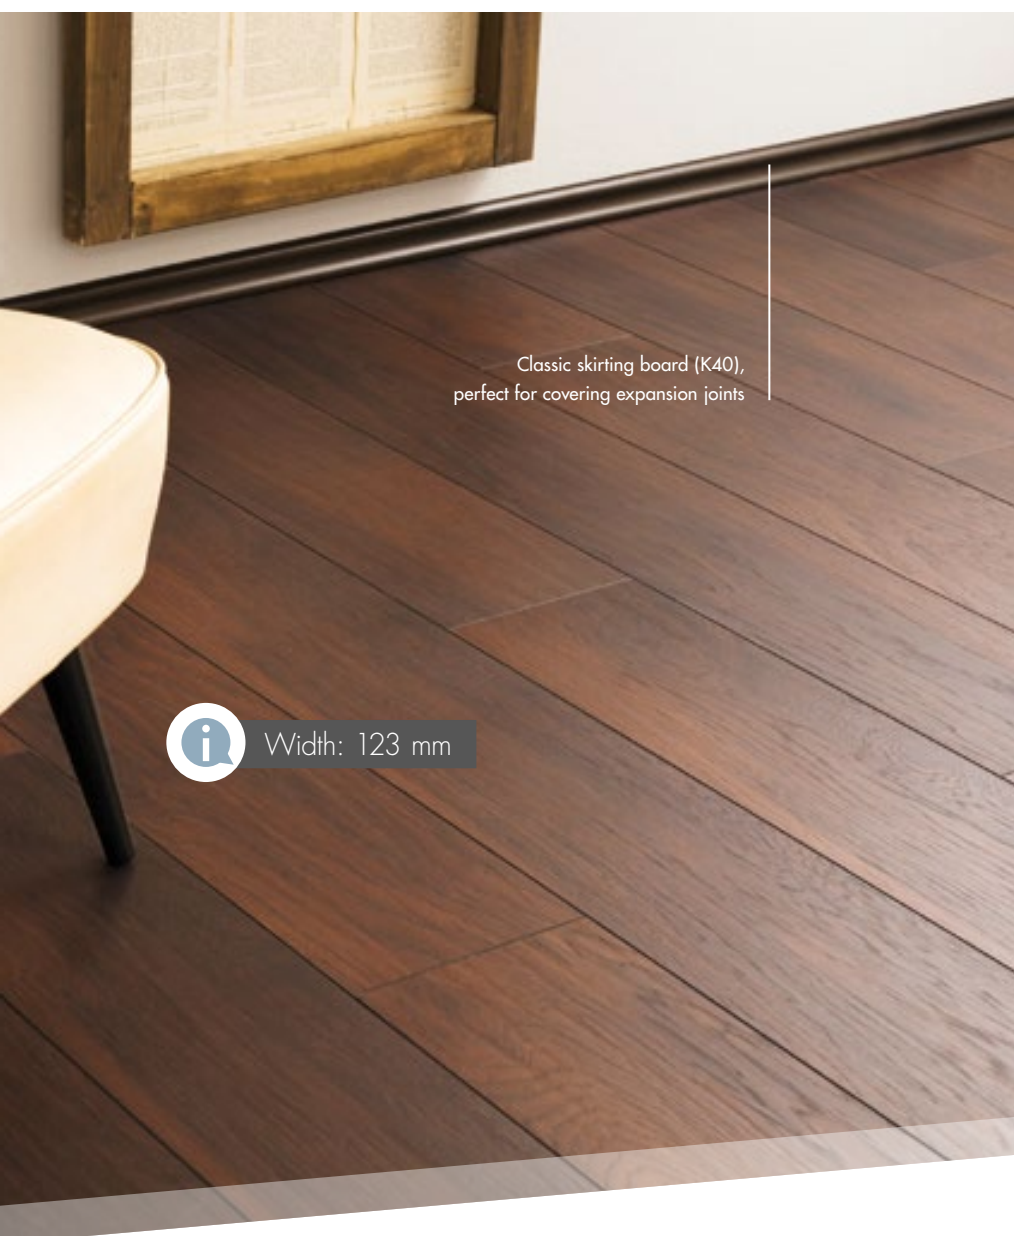 Classic skirting board (K40),
perfect for covering expansion joints
Width: 123 mm